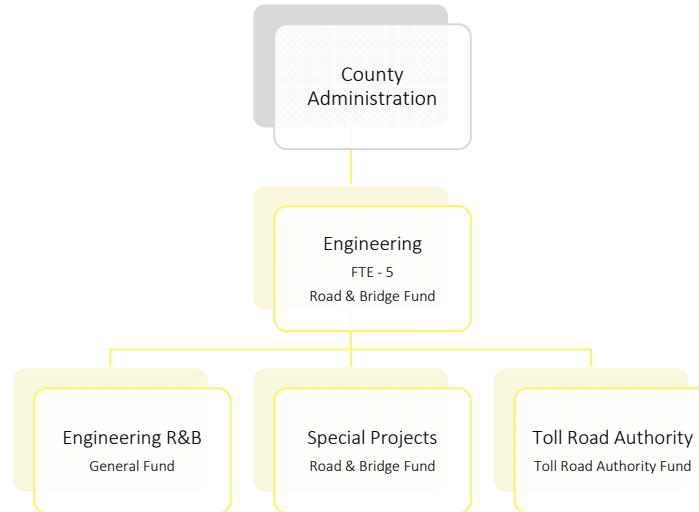 County
Administration
Engineering
FTE - 5
Road & Bridge Fund
Engineering R&B
General Fund
Special Projects
Road & Bridge Fund
Toll Road Authority
Toll Road Authority Fund